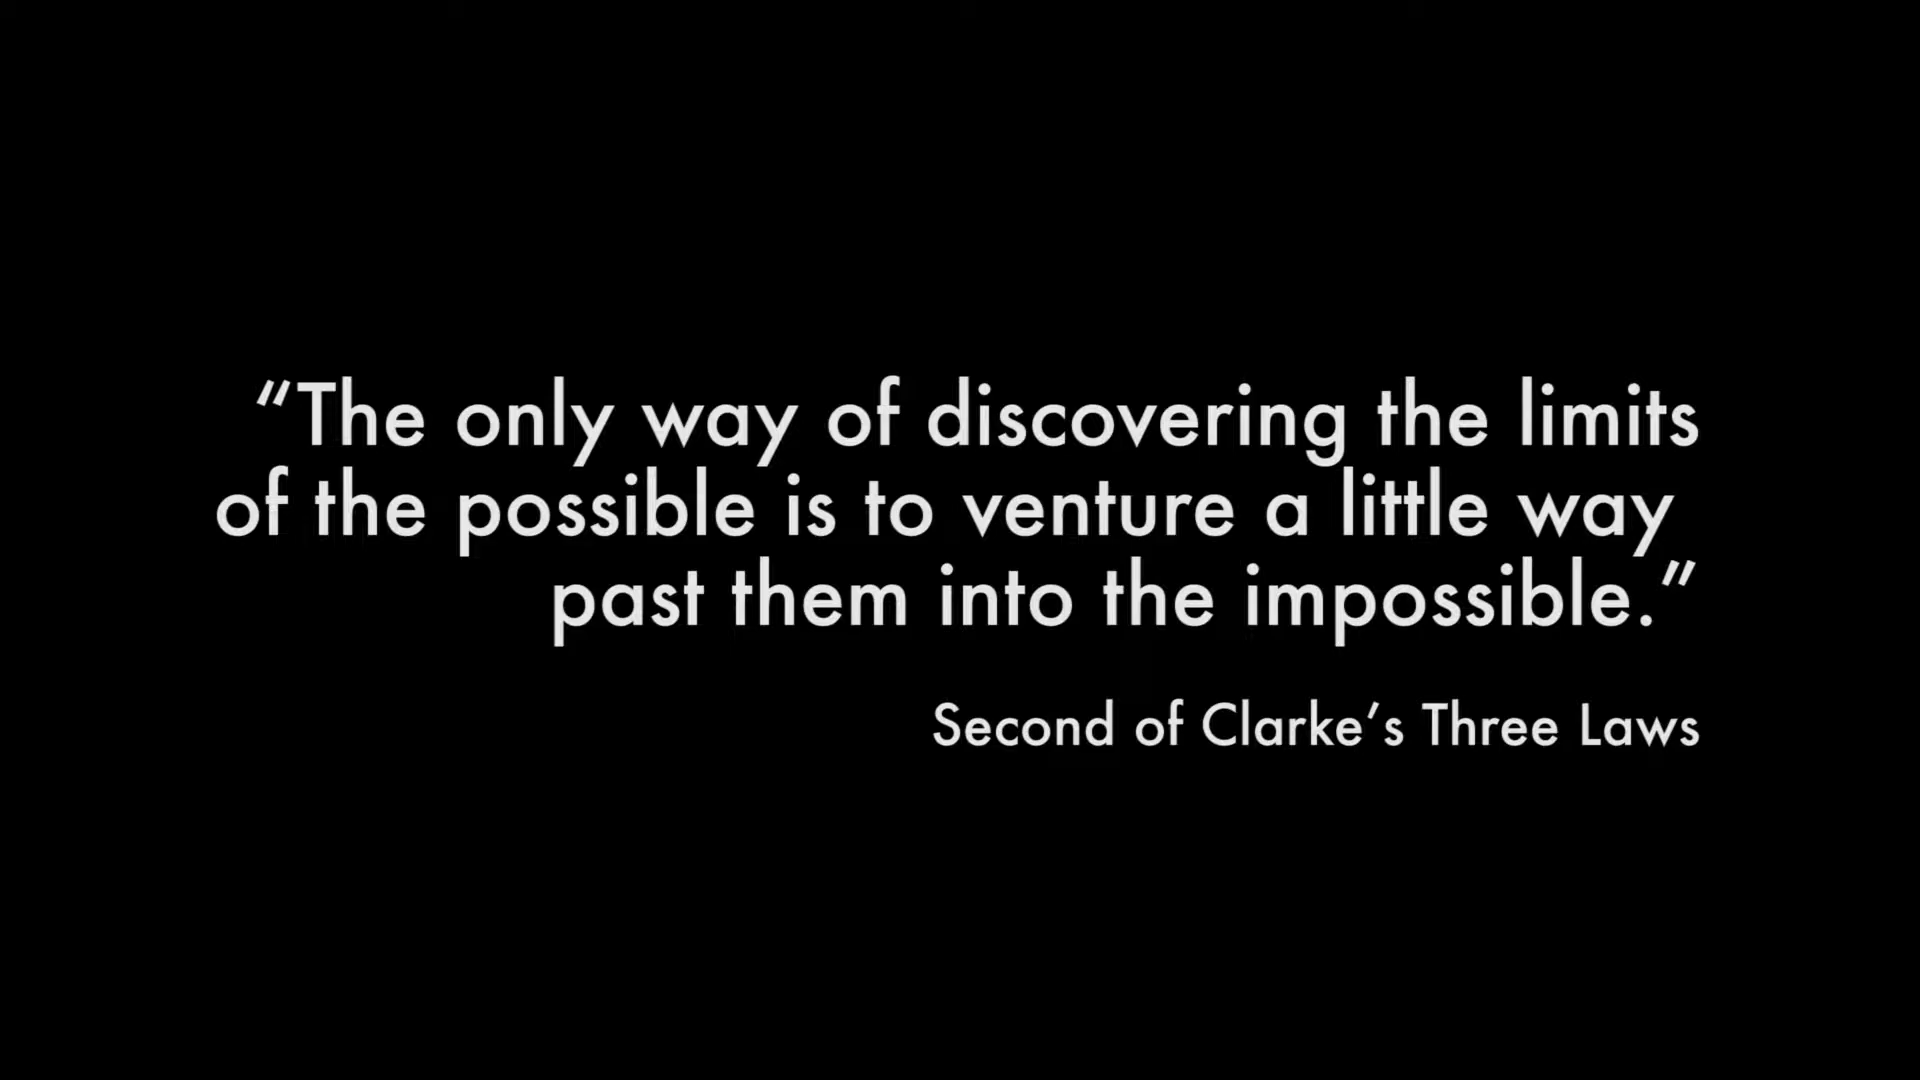 “The only way of discovering the limits
of the possible is to venture a little way
past them into the impossible.”
Second of Clarke’s Three Laws